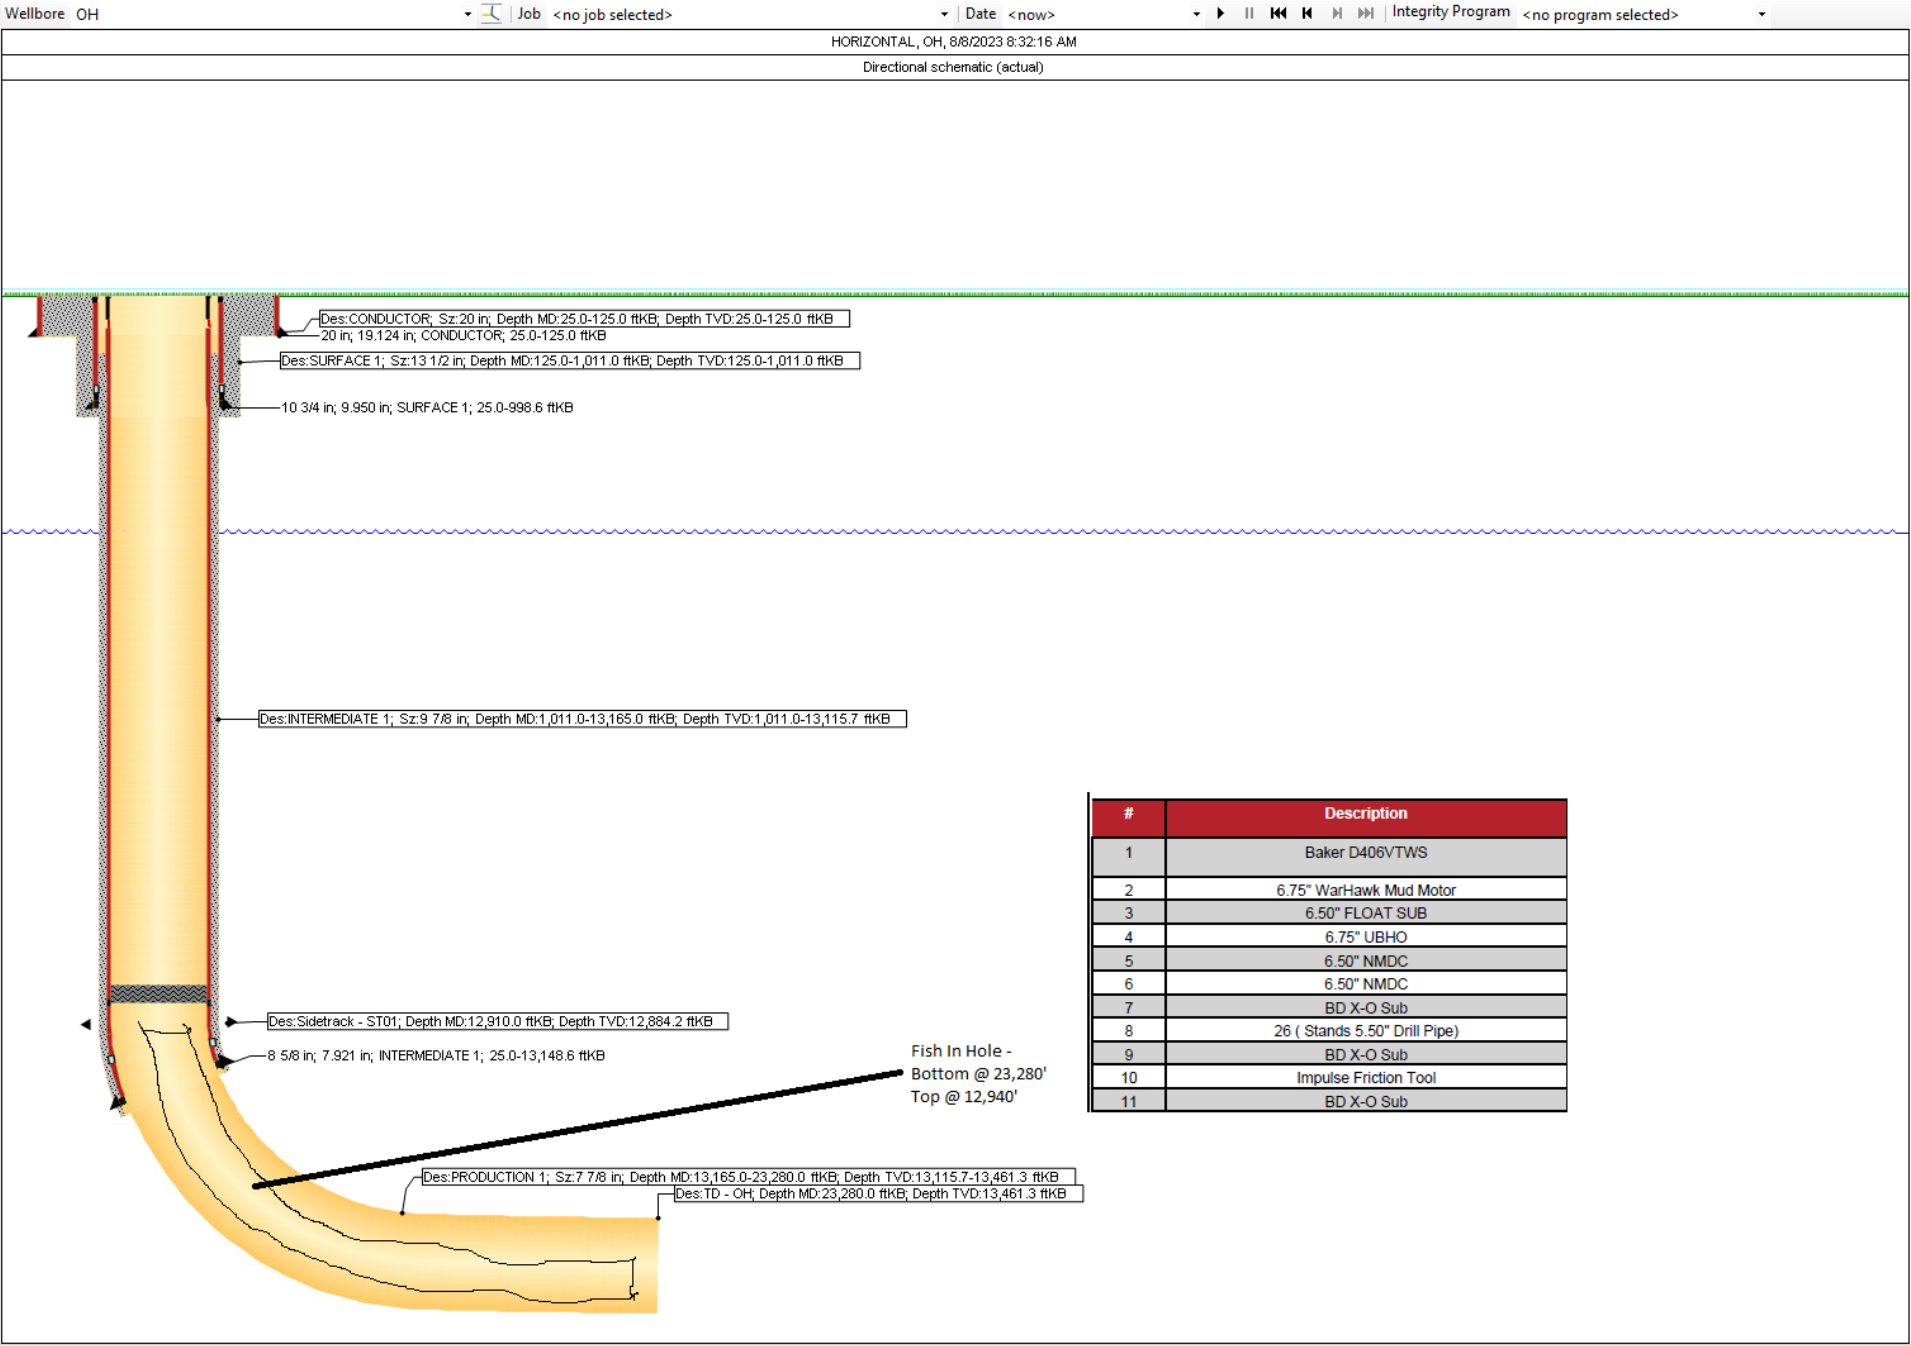 Wellbore OH Job <no job selected> Date <now> Integrity Program <no program selected>
HORIZONTAL, OH, 8/8/2023 8:32:16 AM
Directional schematic (actual)
Des:CONDUCTOR; Sz:20 in; Depth MD:25.0-125.0 ftKB; Depth TVD:25.0-125.0 ftKB
20 in; 19.124 in; CONDUCTOR; 25.0-125.0 ftKB
Des:SURFACE 1; Sz:13 1/2 in; Depth MD:125.0-1,011.0 ftKB; Depth TVD:125.0-1,011.0 ftKB
10 3/4 in; 9.950 in; SURFACE 1; 25.0-998.6 ftKB
Des:INTERMEDIATE 1; Sz:9 7/8 in; Depth MD:1,011.0-13,165.0 ftKB; Depth TVD:1,011.0-13,115.7 ftKB
Des:Sidetrack - ST01; Depth MD:12,910.0 ftKB; Depth TVD:12,884.2 ftKB
8 5/8 in; 7.921 in; INTERMEDIATE 1; 25.0-13,148.6 ftKB
Fish In Hole -
Bottom @ 23,280'
Top @ 12,940'
Des:PRODUCTION 1; Sz:7 7/8 in; Depth MD:13,165.0-23,280.0 ftKB; Depth TVD:13,115.7-13,461.3 ftKB
Des:TD - OH; Depth MD:23,280.0 ftKB; Depth TVD:13,461.3 ftKB
# Description
1 Baker D406VTWS
2 6.75" WarHawk Mud Motor
3 6.50" FLOAT SUB
4 6.75" UBHO
5 6.50" NMDC
6 6.50" NMDC
7 BD X-O Sub
8 26 ( Stands 5.50" Drill Pipe)
9 BD X-O Sub
10 Impulse Friction Tool
11 BD X-O Sub